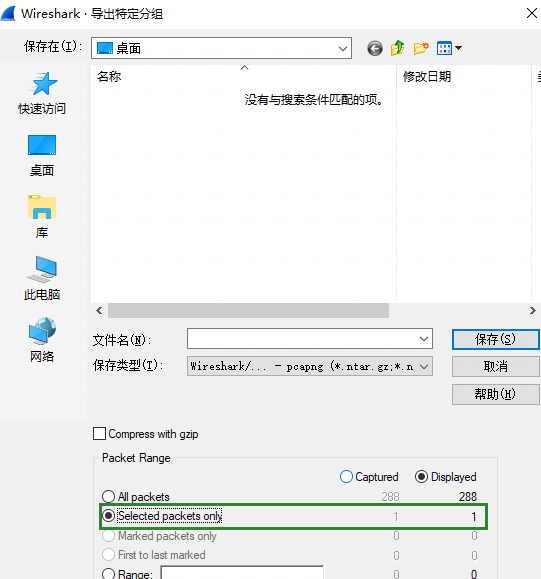 Wireshark · 导出特定分组
保存在(I):
桌面
名称
修改日期
没有与搜索条件匹配的项。
快速访问
桌面
库
此电脑
网络
文件名(N):
保存(S)
保存类型(T):
Wireshark/... - pcapng (*.ntar.gz;*.n
取消
帮助(H)
Compress with gzip
Packet Range
Captured Displayed
All packets 288 288
Selected packets only 1 1
Marked packets only 0 0
First to last marked 0 0
Range: 0 0